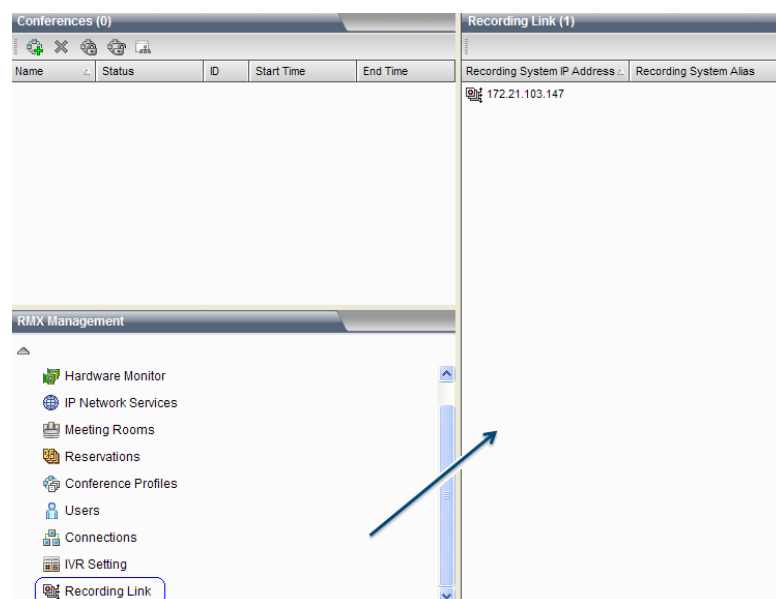 Conferences (0)
Name Status ID Start Time End Time
Recording Link (1)
Recording System IP Address Recording System Alias
172.21.103.147
RMX Management
Hardware Monitor
IP Network Services
Meeting Rooms
Reservations
Conference Profiles
Users
Connections
IVR Setting
Recording Link